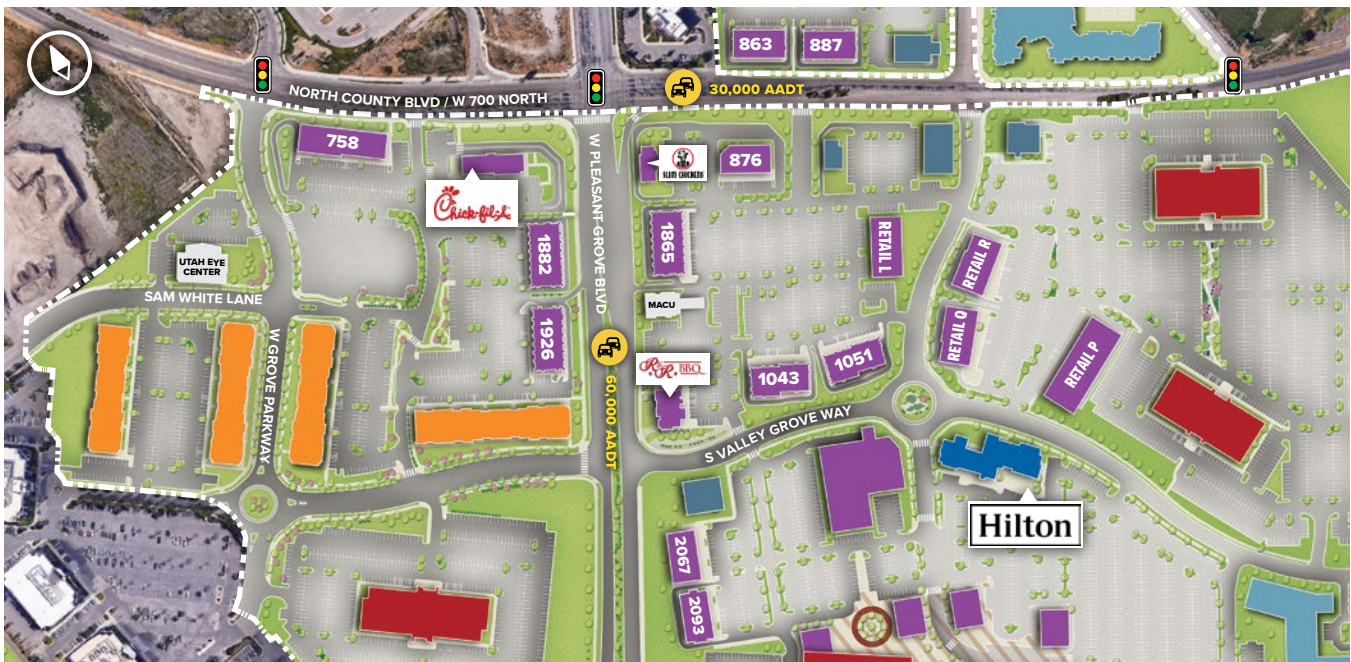 863
887
NORTH COUNTY BLVD / W 700 NORTH
30,000 AADT
758
Chick-fil-A
W PLEASANT GROVE BLVD
SLIM CHICKENS
876
1882
1865
RETAIL L
RETAIL R
UTAH EYE
CENTER
SAM WHITE LANE
MACU
1926
RETAIL Q
W GROVE PARKWAY
R&R BBQ
1043
1051
RETAIL P
60,000 AADT
S VALLEY GROVE WAY
Hilton
2067
2093